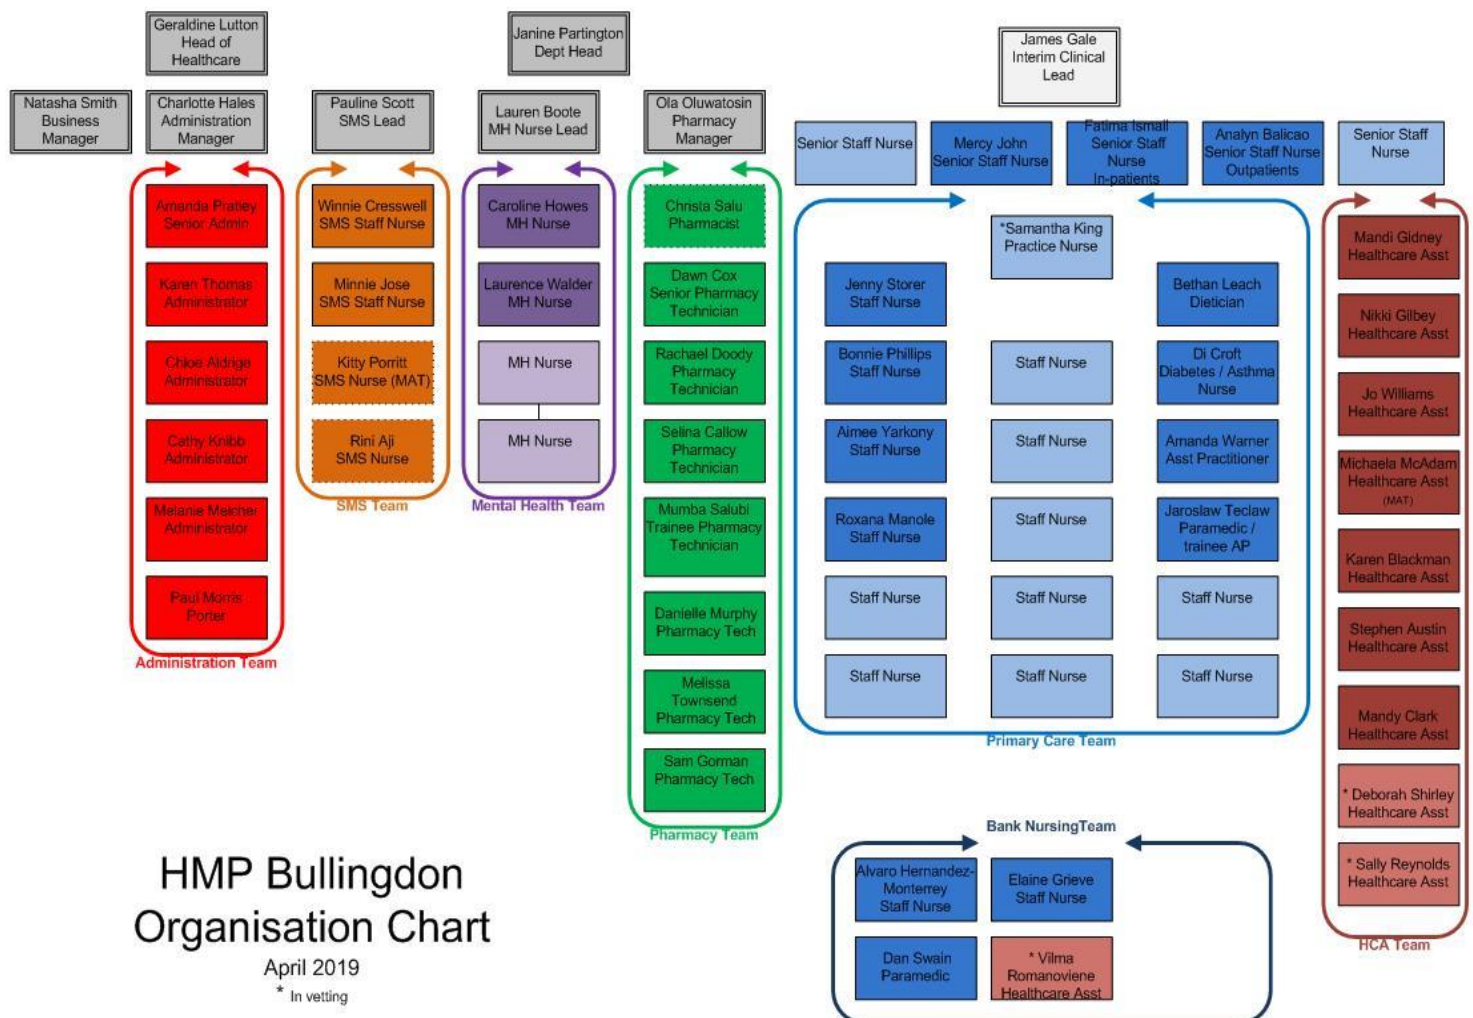 Geraldine Lutton
Head of
Healthcare
Janine Partington
Dept Head
James Gale
Interim Clinical
Lead
Natasha Smith
Business
Manager
Charlotte Hales
Administration
Manager
Pauline Scott
SMS Lead
Lauren Boote
MH Nurse Lead
Ola Oluwatosin
Pharmacy
Manager
Senior Staff Nurse
Mercy John
Senior Staff Nurse
Fatima Ismail
Senior Staff
Nurse
In-patients
Analyn Balicao
Senior Staff Nurse
Outpatients
Senior Staff
Nurse
Amanda Pratley
Senior Admin
Karen Thomas
Administrator
Chloe Aldrige
Administrator
Cathy Knibb
Administrator
Melanie Melcher
Administrator
Paul Morris
Porter
Administration Team
Winnie Cresswell
SMS Staff Nurse
Minnie Jose
SMS Staff Nurse
Kitty Porritt
SMS Nurse (MAT)
Rini Aji
SMS Nurse
SMS Team
Caroline Howes
MH Nurse
Laurence Walder
MH Nurse
MH Nurse
MH Nurse
Mental Health Team
Christa Salu
Pharmacist
Dawn Cox
Senior Pharmacy
Technician
Rachael Doody
Pharmacy
Technician
Selina Callow
Pharmacy
Technician
Mumba Salubi
Trainee Pharmacy
Technician
Danielle Murphy
Pharmacy Tech
Melissa
Townsend
Pharmacy Tech
Sam Gorman
Pharmacy Tech
Pharmacy Team
*Samantha King
Practice Nurse
Jenny Storer
Staff Nurse
Bethan Leach
Dietician
Bonnie Phillips
Staff Nurse
Staff Nurse
Di Croft
Diabetes / Asthma
Nurse
Aimee Yarkony
Staff Nurse
Staff Nurse
Amanda Warner
Asst Practitioner
Roxana Manole
Staff Nurse
Staff Nurse
Jaroslaw Teclaw
Paramedic /
trainee AP
Staff Nurse
Staff Nurse
Staff Nurse
Staff Nurse
Staff Nurse
Staff Nurse
Primary Care Team
Mandi Gidney
Healthcare Asst
Nikki Gilbey
Healthcare Asst
Jo Williams
Healthcare Asst
Michaela McAdam
Healthcare Asst
(MAT)
Karen Blackman
Healthcare Asst
Stephen Austin
Healthcare Asst
Mandy Clark
Healthcare Asst
* Deborah Shirley
Healthcare Asst
* Sally Reynolds
Healthcare Asst
HCA Team
Bank NursingTeam
Alvaro Hernandez-
Monterrey
Staff Nurse
Elaine Grieve
Staff Nurse
Dan Swain
Paramedic
* Vilma
Romanoviene
Healthcare Asst
HMP Bullingdon
Organisation Chart
April 2019
* In vetting